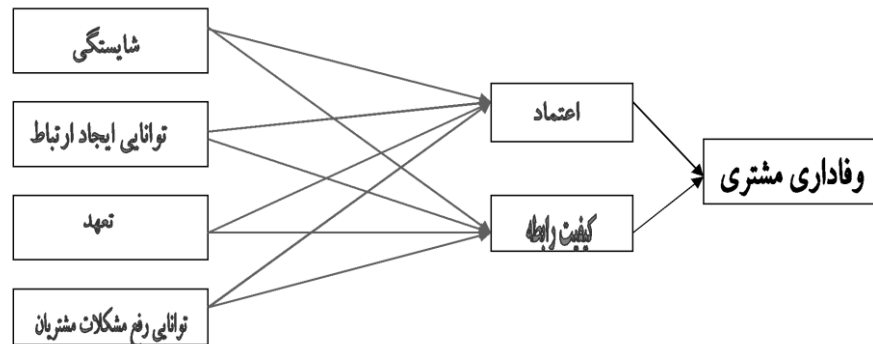 شایستگی
توانایی ایجاد ارتباط
تعهد
توانایی رفع مشکلات مشتریان
اعتماد
کیفیت رابطه
وفاداری مشتری